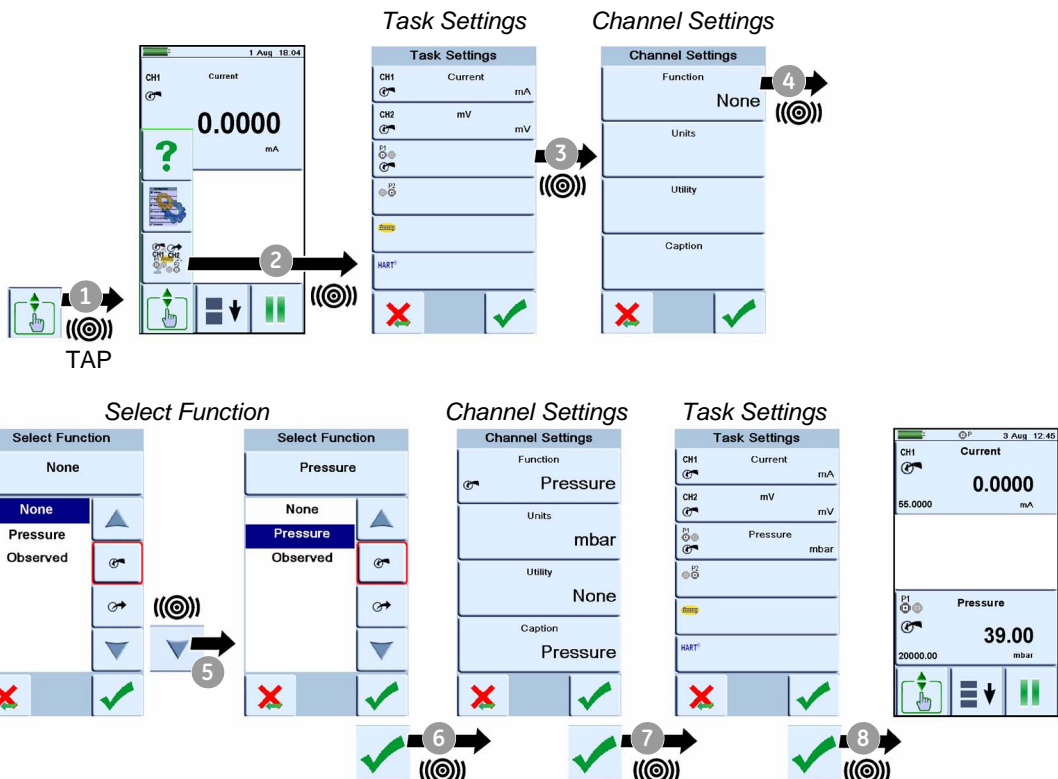 Task Settings
Channel Settings
1 Aug 18:04
CH1 Current
0.0000
mA
?
CH1 CH2
1
TAP
2
Task Settings
CH1 Current
mA
CH2 mV
mV
P1
P2
HART®
3
Channel Settings
Function
None
Units
Utility
Caption
4
Select Function
Channel Settings
Task Settings
Select Function
None
None
Pressure
Observed
5
Select Function
Pressure
None
Pressure
Observed
Channel Settings
Function
Pressure
Units
mbar
Utility
None
Caption
Pressure
Task Settings
CH1 Current
mA
CH2 mV
mV
P1 Pressure
mbar
P2
HART®
P 3 Aug 12:45
CH1 Current
0.0000
55.0000 mA
P1 Pressure
39.00
20000.00 mbar
6
7
8